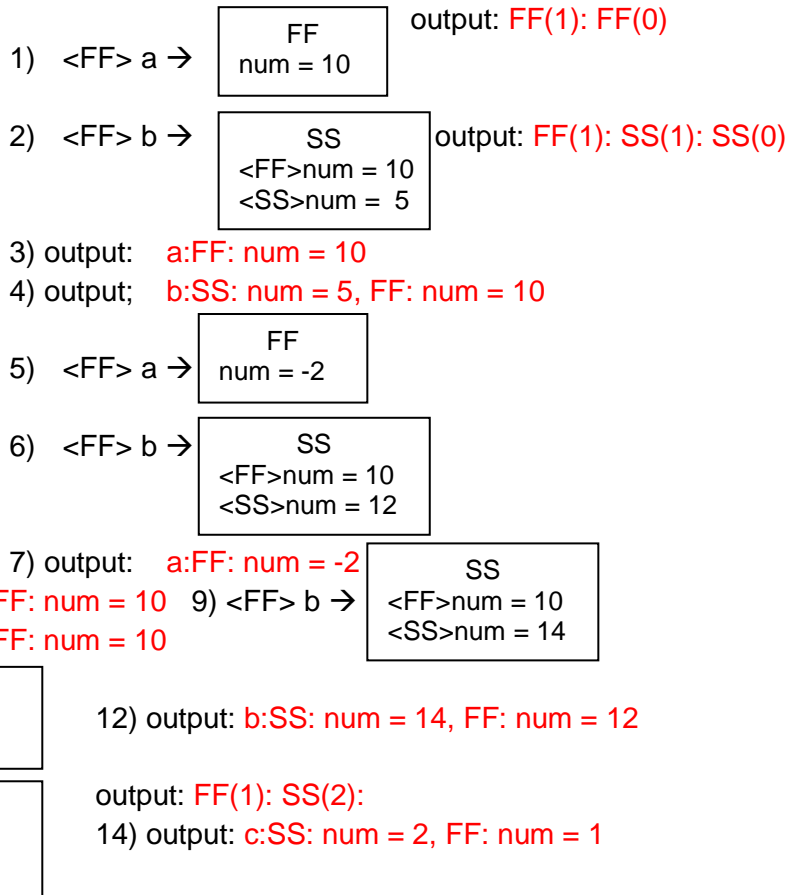 output: FF(1): FF(0)
1) <FF> a → FF
num = 10
2) <FF> b → SS output: FF(1): SS(1): SS(0)
<FF>num = 10
<SS>num = 5
3) output: a:FF: num = 10
4) output; b:SS: num = 5, FF: num = 10
5) <FF> a → FF
num = -2
6) <FF> b → SS
<FF>num = 10
<SS>num = 12
7) output: a:FF: num = -2
FF: num = 10 9) <FF> b → SS
<FF>num = 10
<SS>num = 14
FF: num = 10
12) output: b:SS: num = 14, FF: num = 12
output: FF(1): SS(2):
14) output: c:SS: num = 2, FF: num = 1